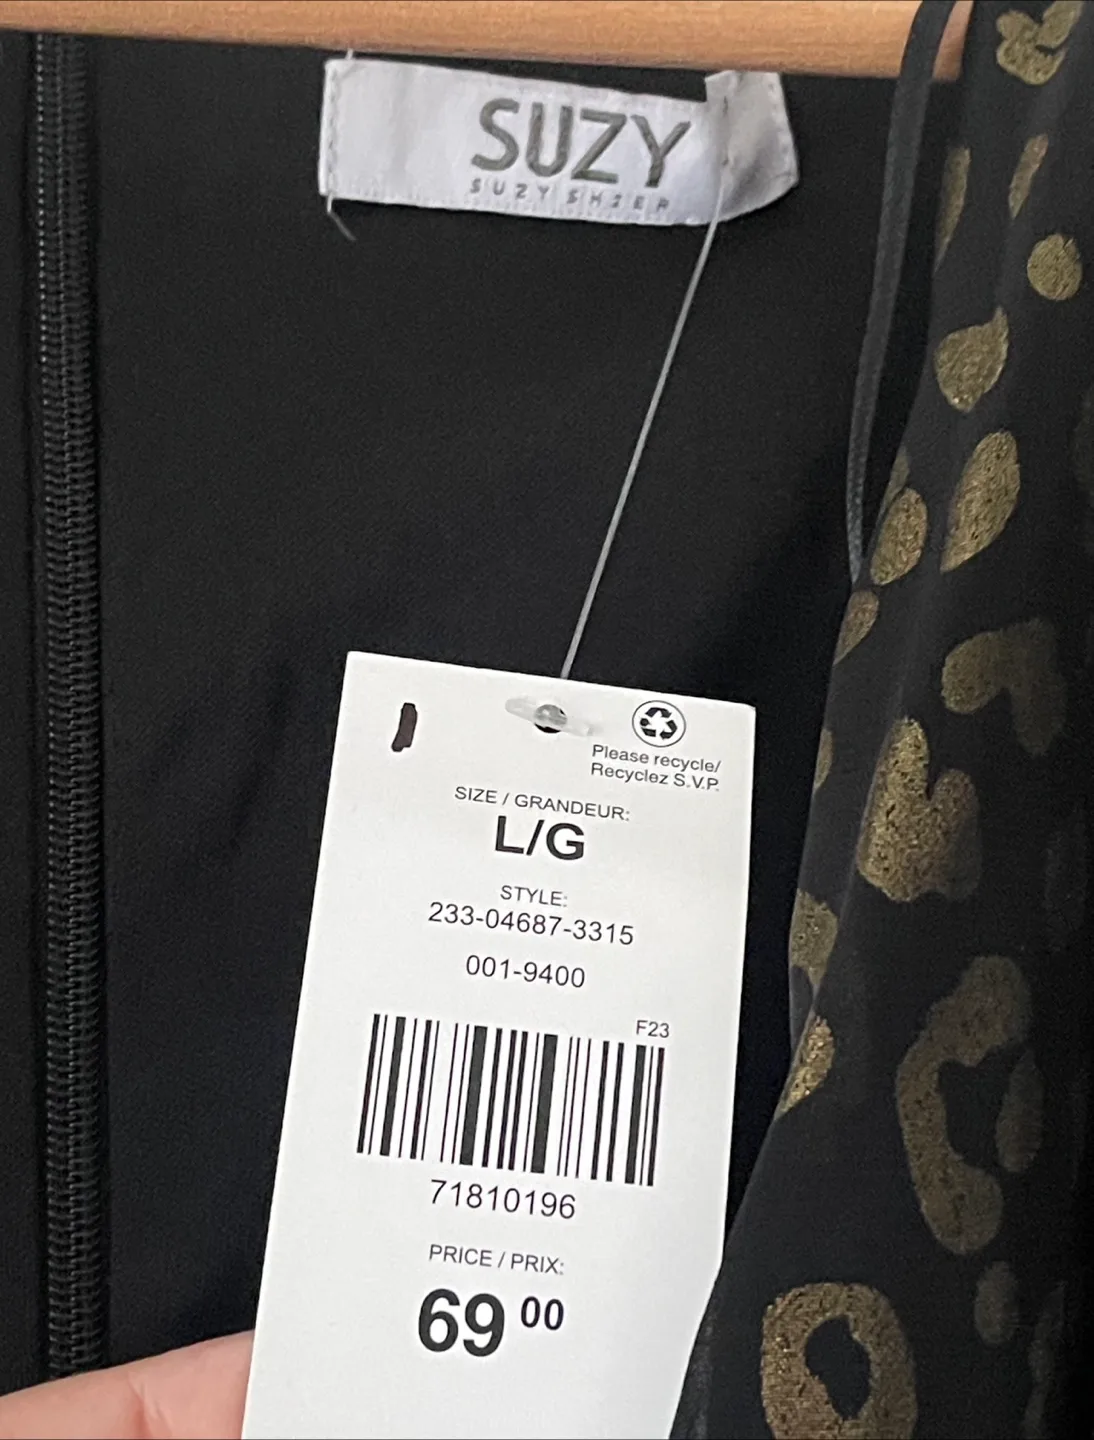 SUZY
SUZY SHIER
Please recycle/
Recyclez S.V.P.
SIZE / GRANDEUR:
L/G
STYLE:
233-04687-3315
001-9400
F23
71810196
PRICE / PRIX:
69 00